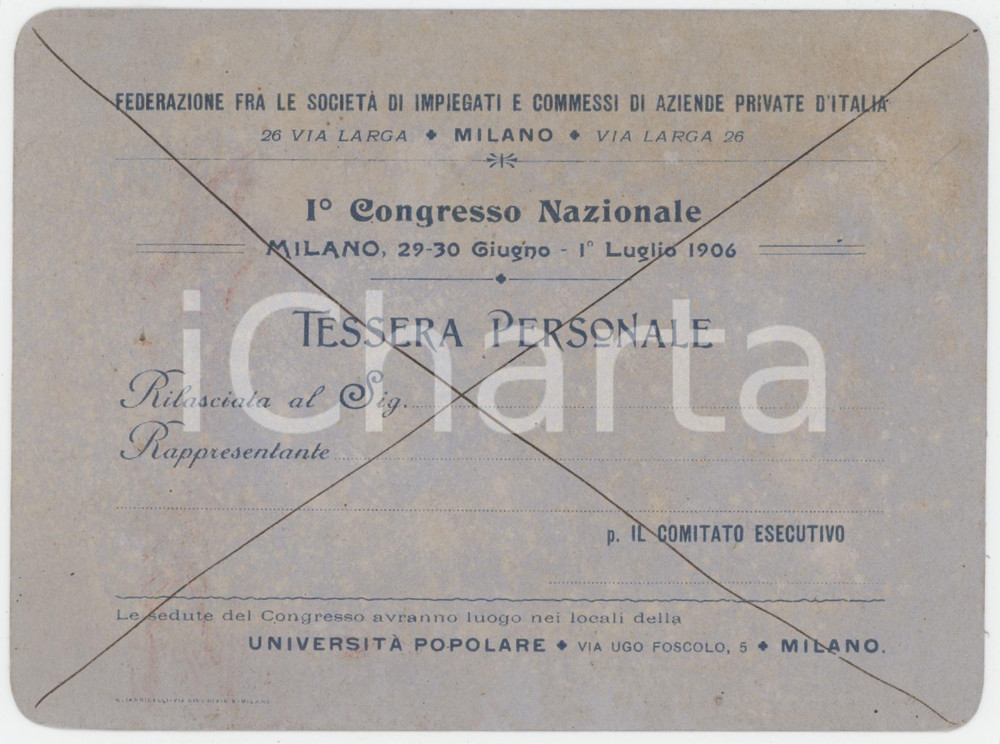 FEDERAZIONE FRA LE SOCIETÀ DI IMPIEGATI E COMMESSI DI AZIENDE PRIVATE D'ITALIA
26 VIA LARGA ◆ MILANO ◆ VIA LARGA 26
Iº Congresso Nazionale
MILANO, 29-30 Giugno - 1º Luglio 1906
TESSERA PERSONALE
Rilasciata al Sig.
Rappresentante
p. IL COMITATO ESECUTIVO
Le sedute del Congresso avranno luogo nei locali della
UNIVERSITÀ POPOLARE ◆ VIA UGO FOSCOLO, 5 ◆ MILANO.
iCharta